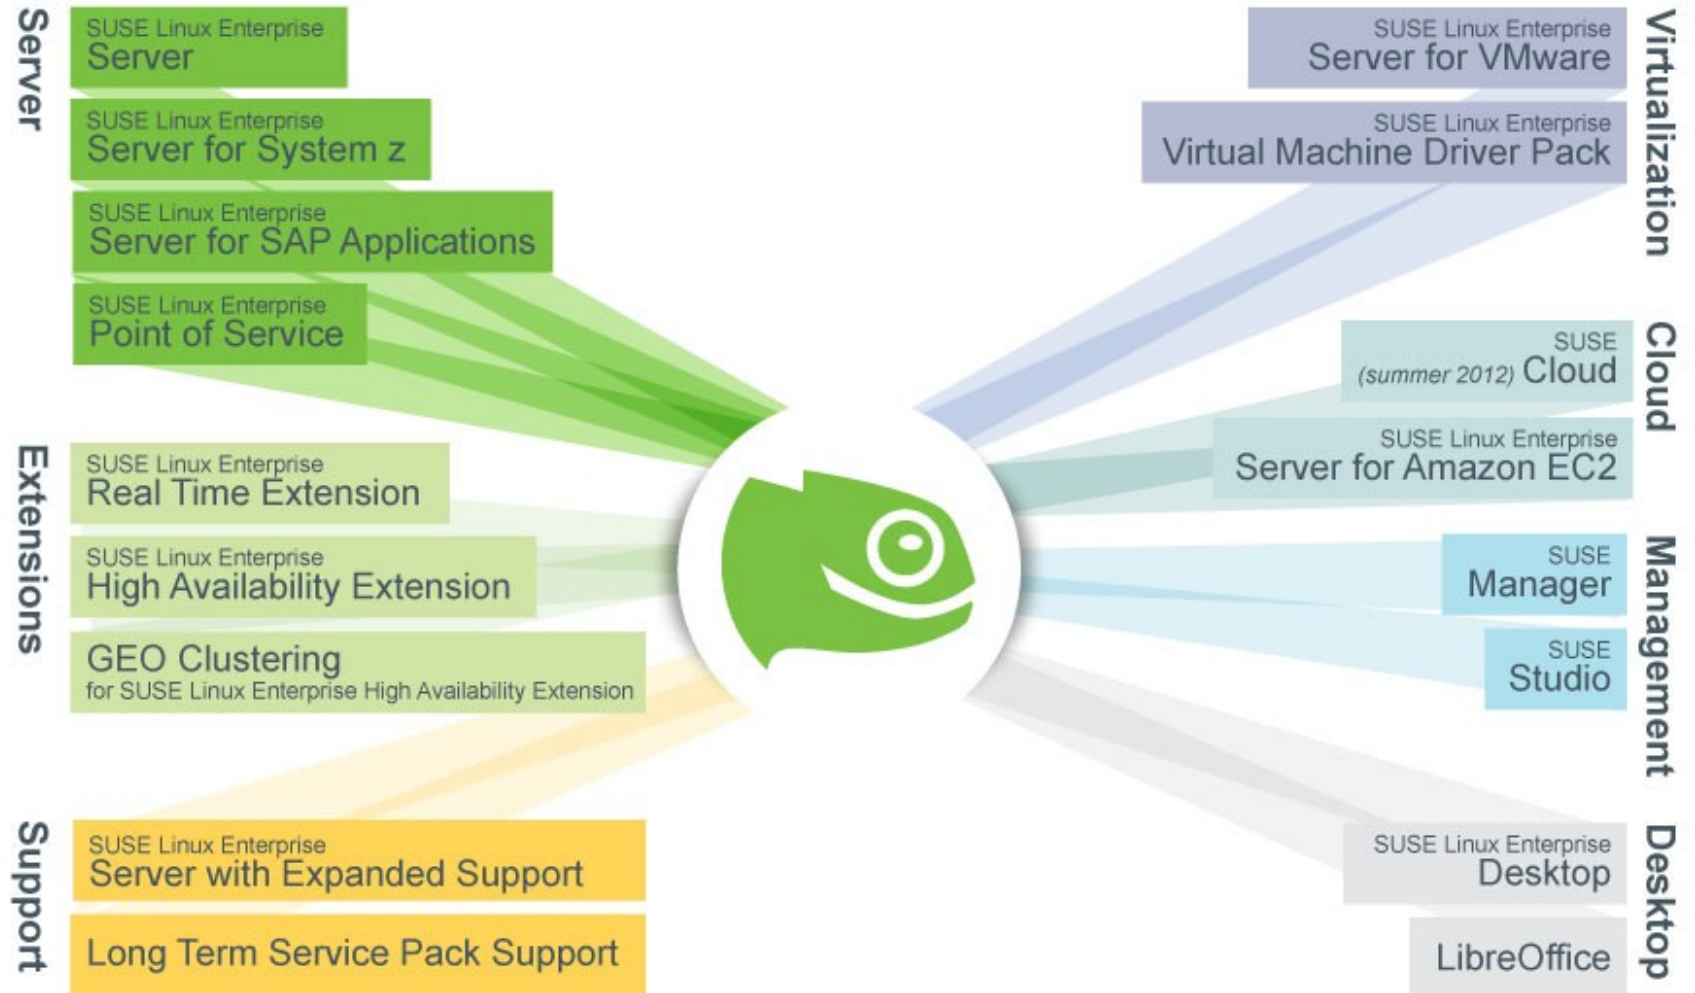 Server
SUSE Linux Enterprise
Server
SUSE Linux Enterprise
Server for System z
SUSE Linux Enterprise
Server for SAP Applications
SUSE Linux Enterprise
Point of Service
Extensions
SUSE Linux Enterprise
Real Time Extension
SUSE Linux Enterprise
High Availability Extension
GEO Clustering
for SUSE Linux Enterprise High Availability Extension
Support
SUSE Linux Enterprise
Server with Expanded Support
Long Term Service Pack Support
Virtualization
SUSE Linux Enterprise
Server for VMware
SUSE Linux Enterprise
Virtual Machine Driver Pack
Cloud
SUSE
(summer 2012) Cloud
SUSE Linux Enterprise
Server for Amazon EC2
Management
SUSE
Manager
SUSE
Studio
Desktop
SUSE Linux Enterprise
Desktop
LibreOffice